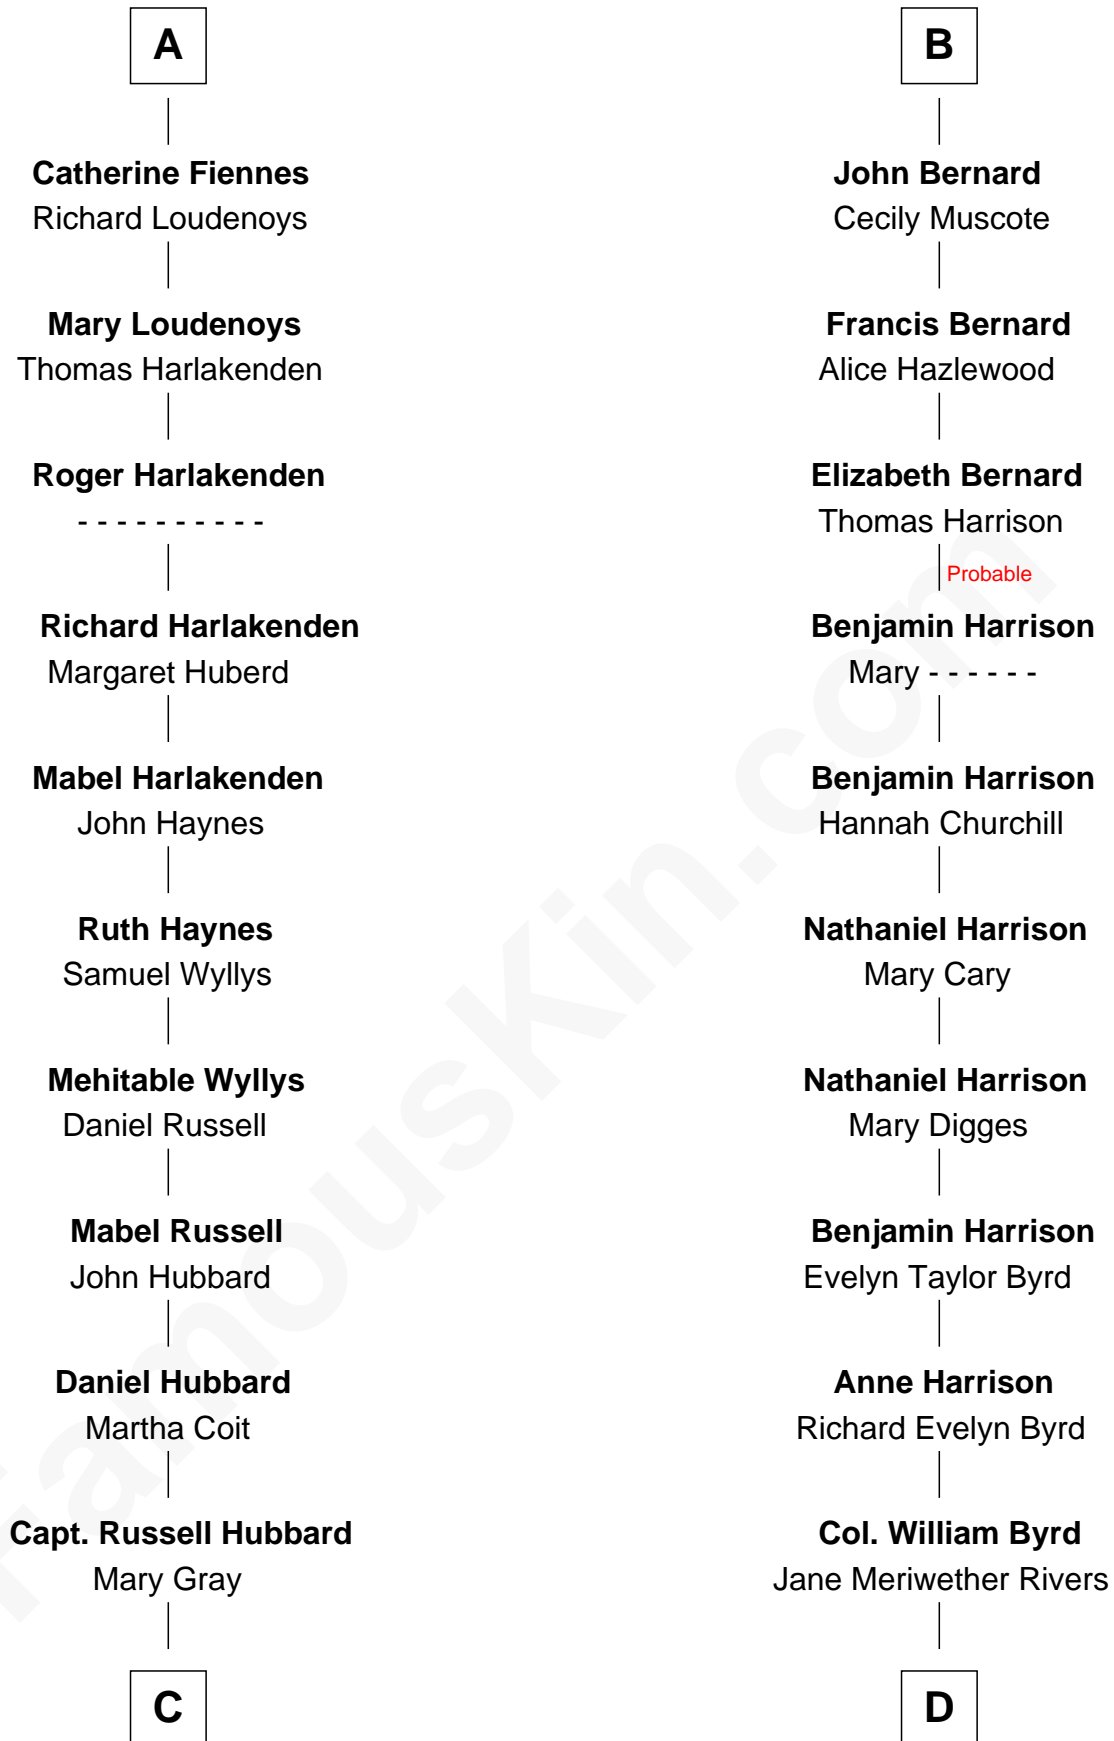 A
Catherine Fiennes
Richard Loudenoys
Mary Loudenoys
Thomas Harlakenden
Roger Harlakenden
- - - - - - - - - -
Richard Harlakenden
Margaret Huberd
Mabel Harlakenden
John Haynes
Ruth Haynes
Samuel Wyllys
Mehitable Wyllys
Daniel Russell
Mabel Russell
John Hubbard
Daniel Hubbard
Martha Coit
Capt. Russell Hubbard
Mary Gray
C
B
John Bernard
Cecily Muscote
Francis Bernard
Alice Hazlewood
Elizabeth Bernard
Thomas Harrison
Probable
Benjamin Harrison
Mary - - - - - -
Benjamin Harrison
Hannah Churchill
Nathaniel Harrison
Mary Cary
Nathaniel Harrison
Mary Digges
Benjamin Harrison
Evelyn Taylor Byrd
Anne Harrison
Richard Evelyn Byrd
Col. William Byrd
Jane Meriwether Rivers
D
FamousKin.com